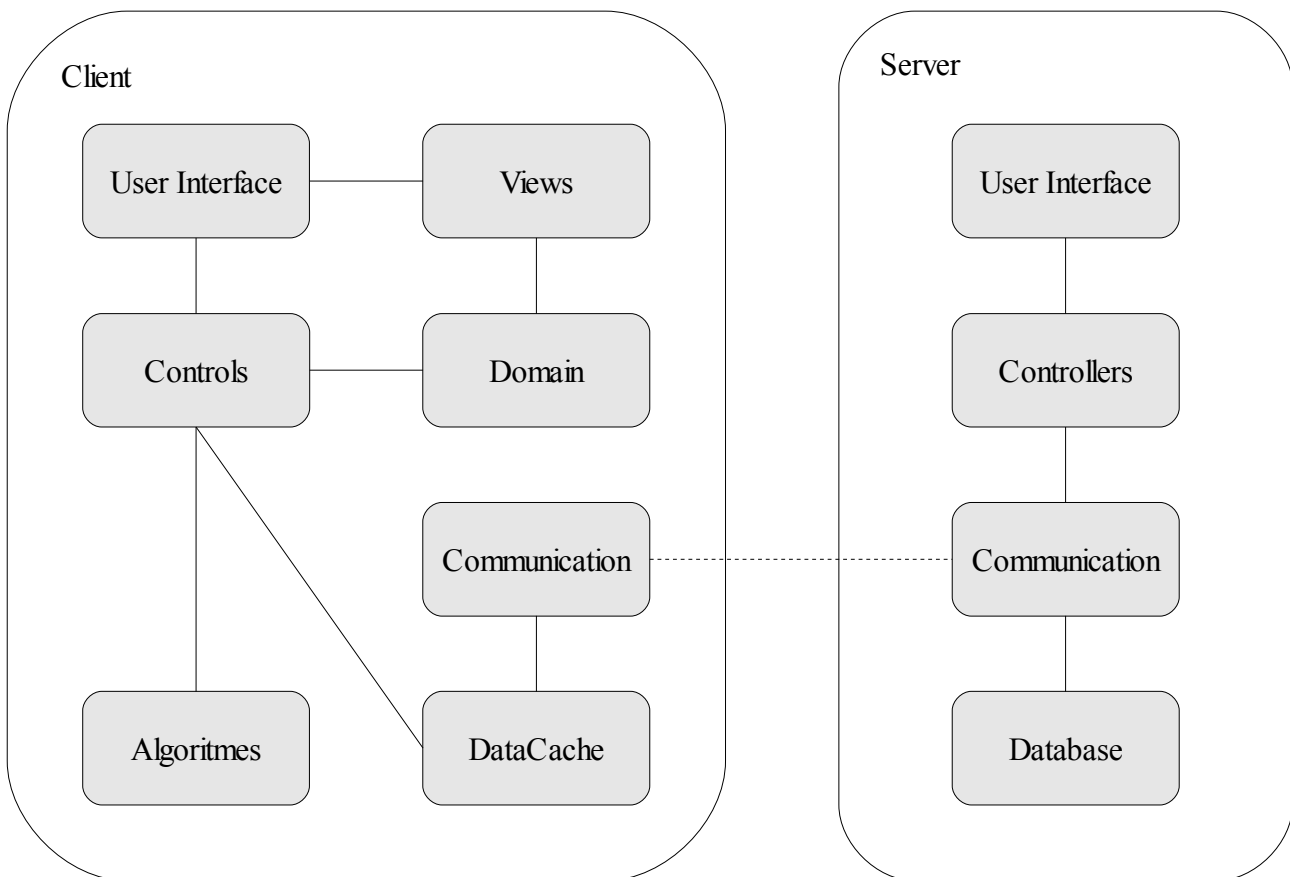 Client
User Interface
Views
Controls
Domain
Communication
Algoritmes
DataCache
Server
User Interface
Controllers
Communication
Database